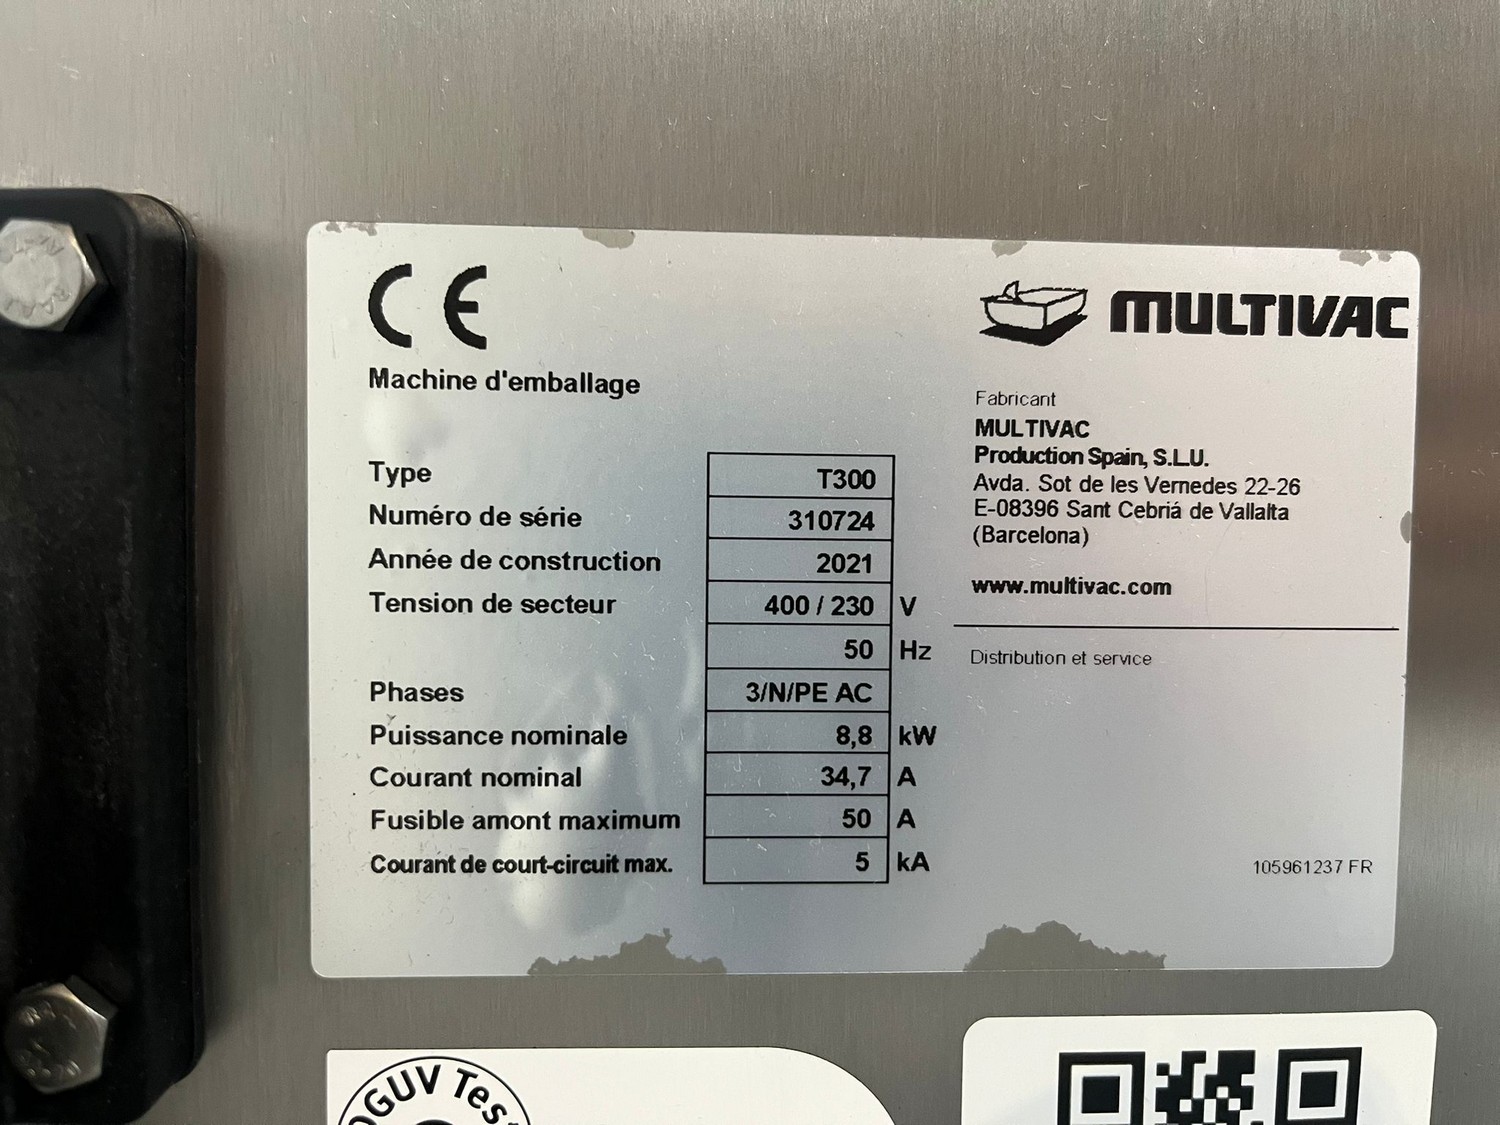 CE
MULTIVAC
Machine d'emballage
Type T300
Numéro de série 310724
Année de construction 2021
Tension de secteur 400 / 230 V
50 Hz
Phases 3/N/PE AC
Puissance nominale 8,8 kW
Courant nominal 34,7 A
Fusible amont maximum 50 A
Courant de court-circuit max. 5 kA
Fabricant
MULTIVAC
Production Spain, S.L.U.
Avda. Sot de les Vernedes 22-26
E-08396 Sant Cebriá de Vallalta
(Barcelona)
www.multivac.com
Distribution et service
105961237 FR
DGUV Test